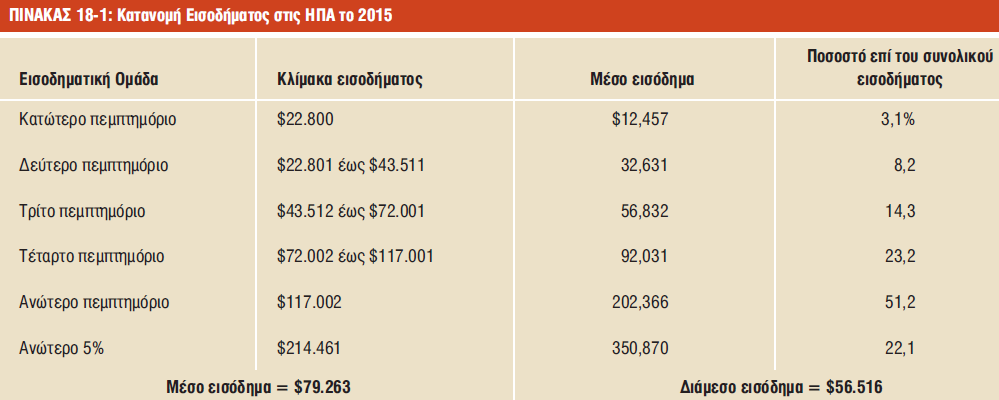 ΠΙΝΑΚΑΣ 18-1: Κατανομή Εισοδήματος στις ΗΠΑ το 2015
Εισοδηματική Ομάδα Κλίμακα εισοδήματος Μέσο εισόδημα Ποσοστό επί του συνολικού
εισοδήματος
Κατώτερο πεμπτημόριο $22.800 $12,457 3,1%
Δεύτερο πεμπτημόριο $22.801 έως $43.511 32,631 8,2
Τρίτο πεμπτημόριο $43.512 έως $72.001 56,832 14,3
Τέταρτο πεμπτημόριο $72.002 έως $117.001 92,031 23,2
Ανώτερο πεμπτημόριο $117.002 202,366 51,2
Ανώτερο 5% $214.461 350,870 22,1
Μέσο εισόδημα = $79.263 Διάμεσο εισόδημα = $56.516